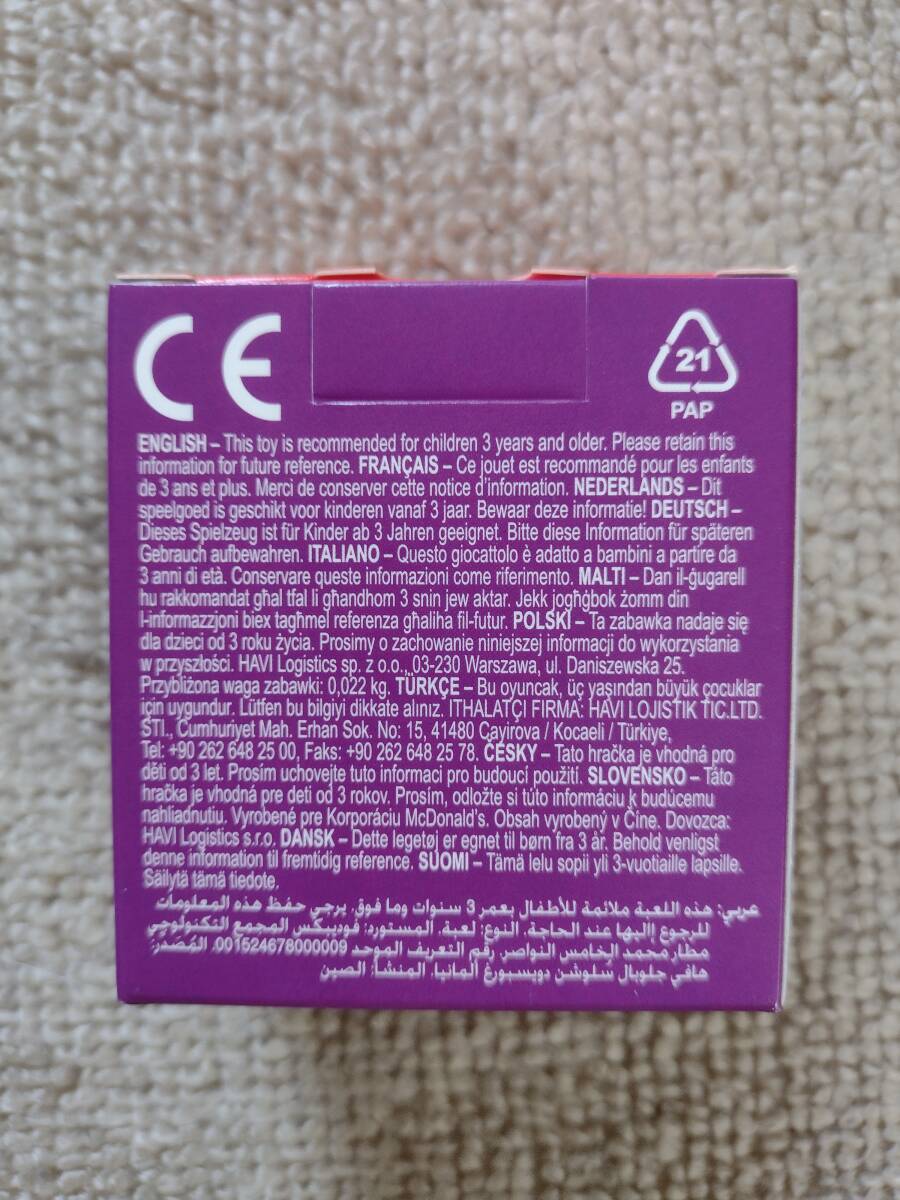 CE
21
PAP
ENGLISH – This toy is recommended for children 3 years and older. Please retain this
information for future reference. FRANÇAIS – Ce jouet est recommandé pour les enfants
de 3 ans et plus. Merci de conserver cette notice d'information. NEDERLANDS – Dit
speelgoed is geschikt voor kinderen vanaf 3 jaar. Bewaar deze informatie! DEUTSCH –
Dieses Spielzeug ist für Kinder ab 3 Jahren geeignet. Bitte diese Information für späteren
Gebrauch aufbewahren. ITALIANO – Questo giocattolo è adatto a bambini a partire da
3 anni di età. Conservare queste informazioni come riferimento. MALTI – Dan il-ġugarell
hu rakkomandat għal tfal li għandhom 3 snin jew aktar. Jekk jogħġbok żomm din
l-informazzjoni biex tagħmel referenza għaliha fil-futur. POLSKI – Ta zabawka nadaje się
dla dzieci od 3 roku życia. Prosimy o zachowanie niniejszej informacji do wykorzystania
w przyszłości. HAVI Logistics sp. z o.o., 03-230 Warszawa, ul. Daniszewska 25.
Przybliżona waga zabawki: 0,022 kg. TÜRKÇE – Bu oyuncak, üç yaşından büyük çocuklar
için uygundur. Lütfen bu bilgiyi dikkate alınız. ITHALATÇI FIRMA: HAVI LOJISTIK TIC.LTD.
ŞTI., Cumhuriyet Mah. Erhan Sok. No: 15, 41480 Çayirova / Kocaeli / Türkiye,
Tel: +90 262 648 25 00, Faks: +90 262 648 25 78. ČESKY – Tato hračka je vhodná pro
děti od 3 let. Prosím uchovejte tuto informaci pro budoucí použití. SLOVENSKO – Táto
hračka je vhodná pre deti od 3 rokov. Prosím, odložte si túto informáciu k budúcemu
nahliadnutiu. Vyrobené pre Korporáciu McDonald's. Obsah vyrobený v Číne. Dovozca:
HAVI Logistics s.r.o. DANSK – Dette legetøj er egnet til børn fra 3 år. Behold venligst
denne information til fremtidig reference. SUOMI – Tämä lelu sopii yli 3-vuotiaille lapsille.
Säilytä tämä tiedote.
عربي: هذه اللعبة ملائمة للأطفال بعمر 3 سنوات وما فوق. يرجى حفظ هذه المعلومات
للرجوع إليها عند الحاجة. النوع: لعبة. المستورد: فوديبكس المجمع التكنولوجي
مطار محمد الخامس النواصر. رقم التعريف الموحد 001524678000009. المُصَدّر:
هافي جلوبال سلوشن دويسبورغ ألمانيا. المنشأ: الصين